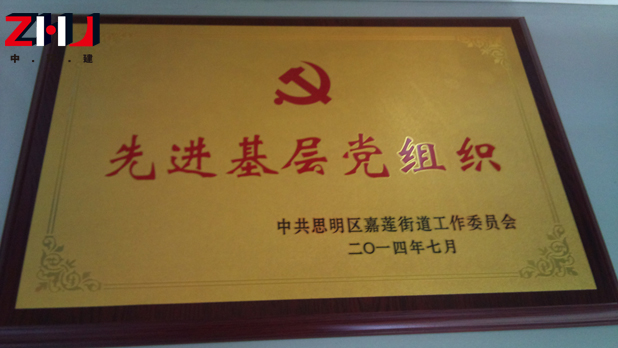 ZHJ
中．．建
先进基层党组织
中共思明区嘉莲街道工作委员会
二〇一四年七月